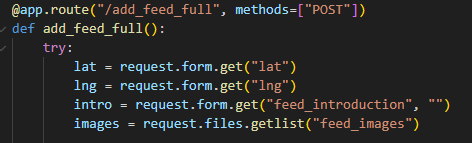 @app.route("/add_feed_full", methods=["POST"])
def add_feed_full():
    try:
        lat = request.form.get("lat")
        lng = request.form.get("lng")
        intro = request.form.get("feed_introduction", "")
        images = request.files.getlist("feed_images")